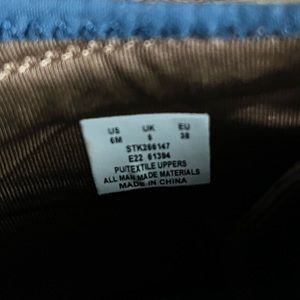 US UK EU
6M 5 38
STK266147
E22 61394
PU/TEXTILE UPPERS
ALL MAN MADE MATERIALS
MADE IN CHINA